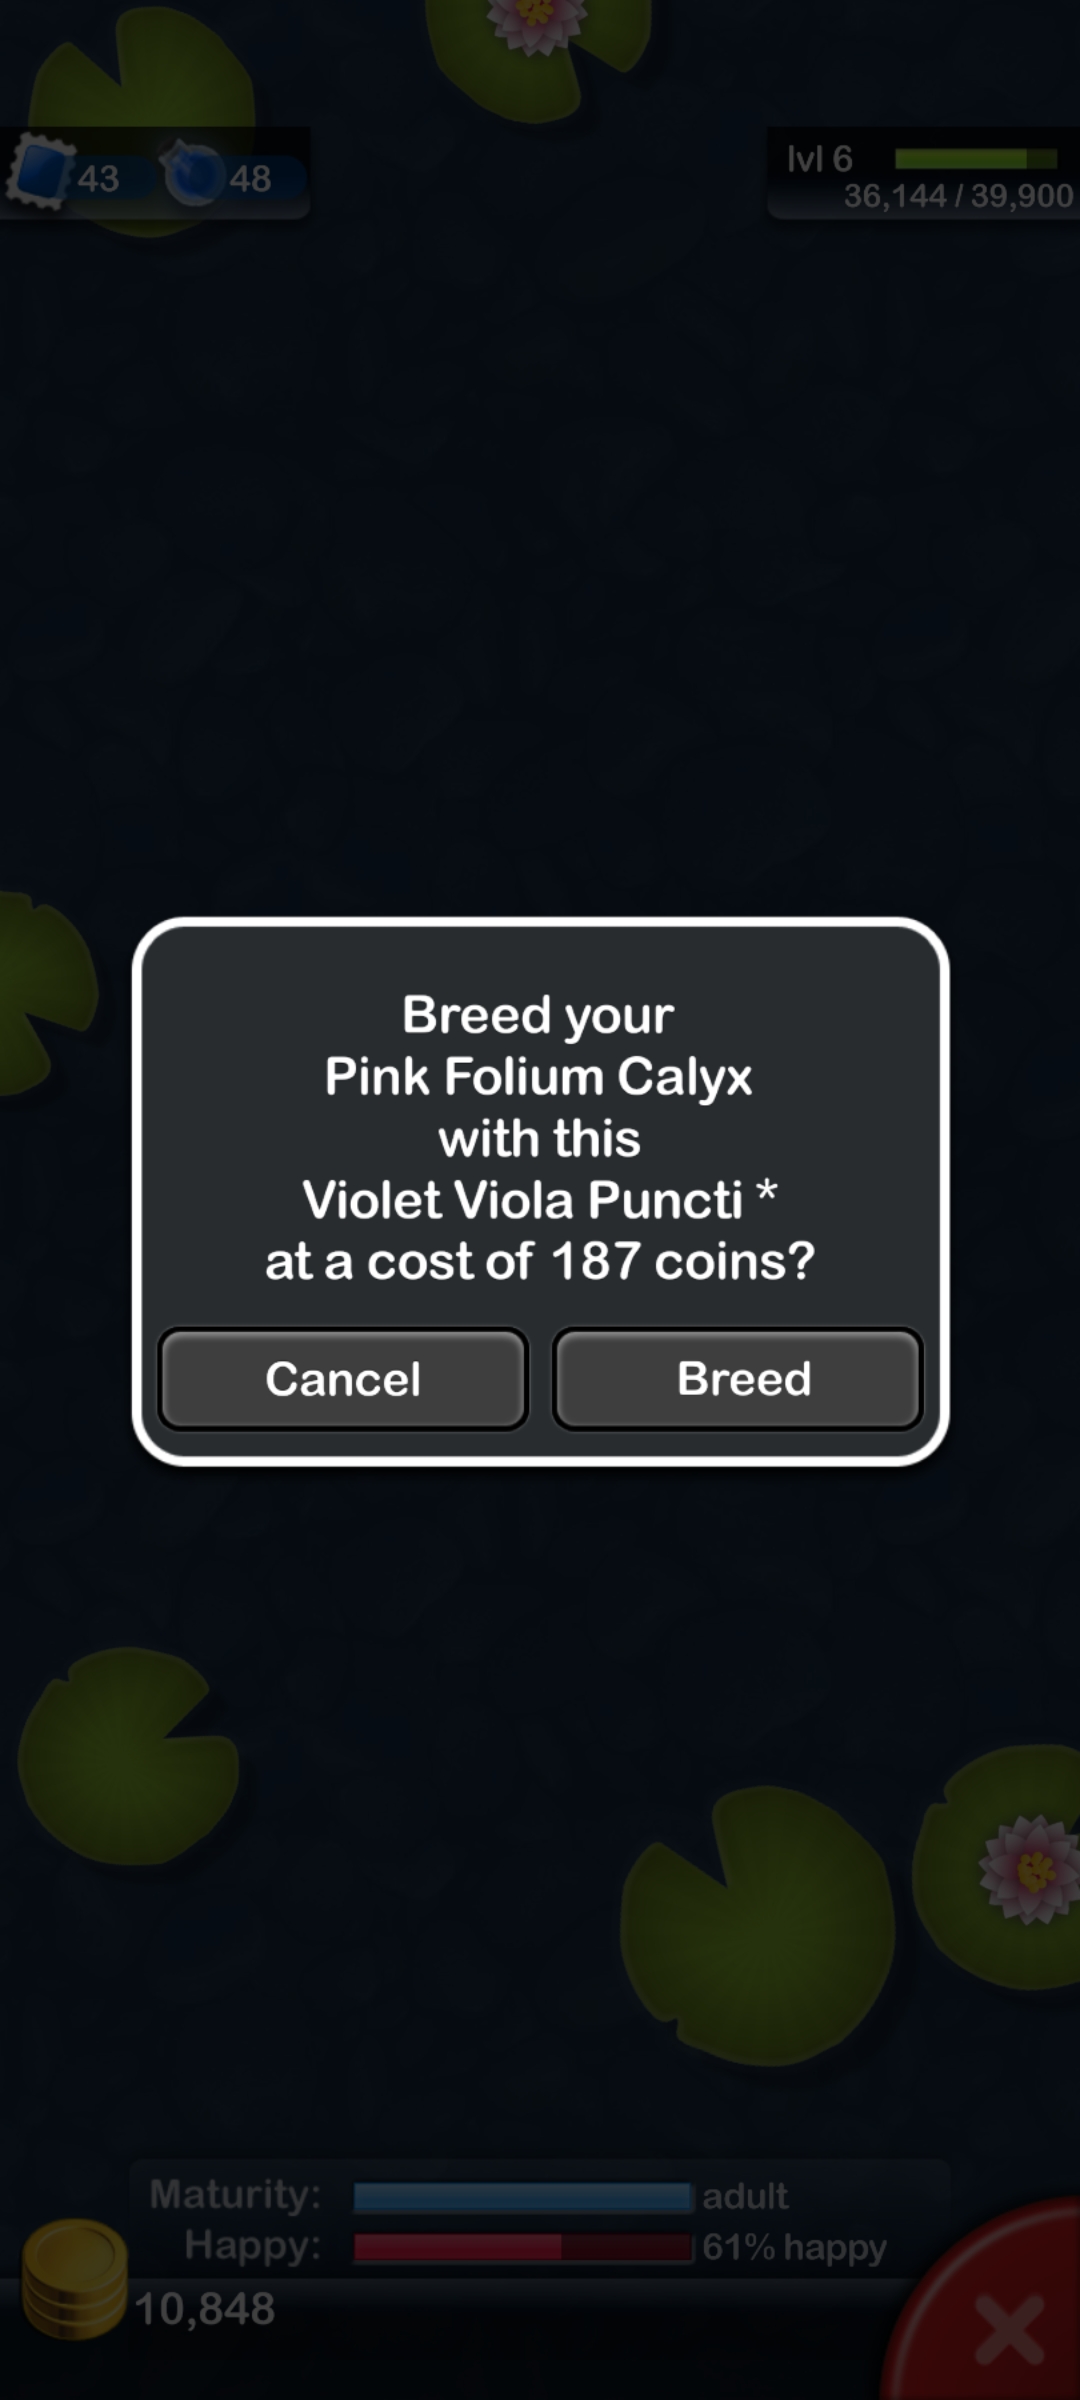 43 48
lvl 6
36,144 / 39,900
Breed your
Pink Folium Calyx
with this
Violet Viola Puncti *
at a cost of 187 coins?
Cancel Breed
Maturity: adult
Happy: 61% happy
10,848